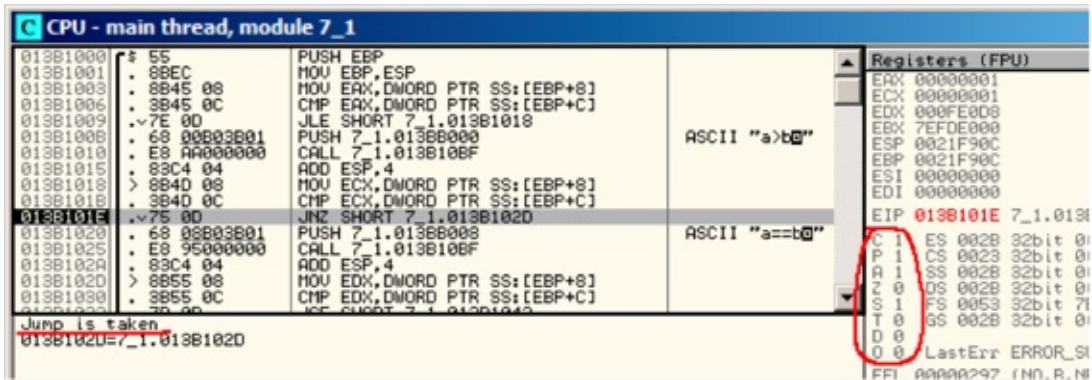 C CPU - main thread, module 7_1
013B1000 $ 55 PUSH EBP
013B1001 . 8BEC MOV EBP,ESP
013B1003 . 8B45 08 MOV EAX,DWORD PTR SS:[EBP+8]
013B1006 . 3B45 0C CMP EAX,DWORD PTR SS:[EBP+C]
013B1009 .v7E 0D JLE SHORT 7_1.013B1018
013B100B . 68 00B03B01 PUSH 7_1.013BB000 ASCII "a>b◙"
013B1010 . E8 AA000000 CALL 7_1.013B10BF
013B1015 . 83C4 04 ADD ESP,4
013B1018 > 8B4D 08 MOV ECX,DWORD PTR SS:[EBP+8]
013B101B . 3B4D 0C CMP ECX,DWORD PTR SS:[EBP+C]
013B101E .v75 0D JNZ SHORT 7_1.013B102D
013B1020 . 68 08B03B01 PUSH 7_1.013BB008 ASCII "a==b◙"
013B1025 . E8 95000000 CALL 7_1.013B10BF
013B102A . 83C4 04 ADD ESP,4
013B102D > 8B55 08 MOV EDX,DWORD PTR SS:[EBP+8]
013B1030 . 3B55 0C CMP EDX,DWORD PTR SS:[EBP+C]
Jump is taken
013B102D=7_1.013B102D
Registers (FPU)
EAX 00000001
ECX 00000001
EDX 000FE0D8
EBX 7EFDE000
ESP 0021F90C
EBP 0021F90C
ESI 00000000
EDI 00000000
EIP 013B101E 7_1.013B
C 1 ES 002B 32bit
P 1 CS 0023 32bit
A 1 SS 002B 32bit
Z 0 DS 002B 32bit
S 1 FS 0053 32bit
T 0 GS 002B 32bit
D 0
O 0 LastErr
EFL 00000297 (NO,B,